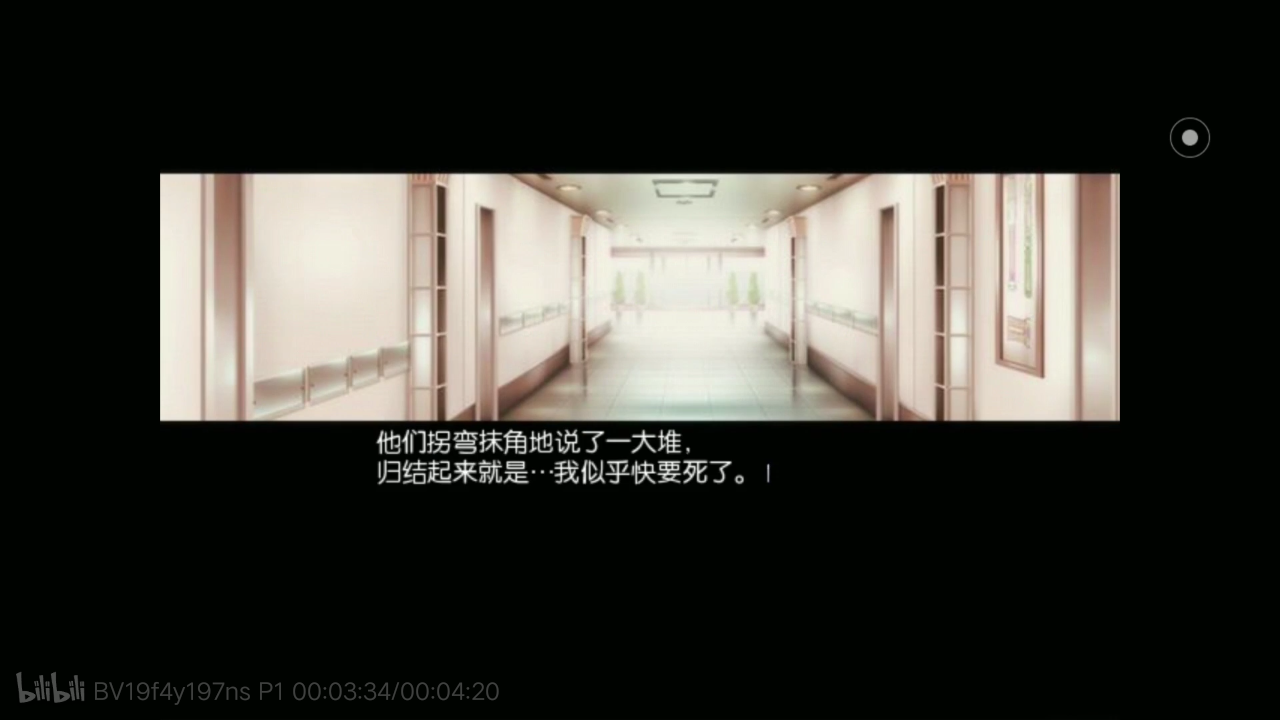 他们拐弯抹角地说了一大堆，
归结起来就是…我似乎快要死了。
bilibili BV19f4y197ns P1 00:03:34/00:04:20